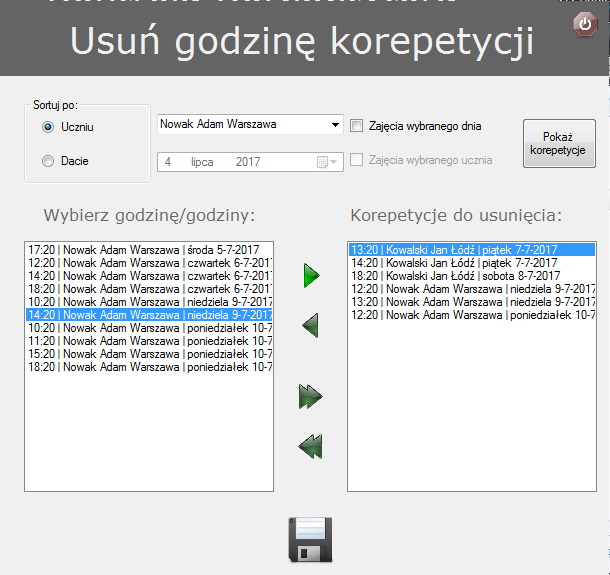 Usuń godzinę korepetycji
Sortuj po:
Uczniu
Dacie
Nowak Adam Warszawa
4 lipca 2017
Zajęcia wybranego dnia
Zajęcia wybranego ucznia
Pokaż
korepetycje
Wybierz godzinę/godziny:
17:20 | Nowak Adam Warszawa | środa 5-7-2017
12:20 | Nowak Adam Warszawa | czwartek 6-7-2017
14:20 | Nowak Adam Warszawa | czwartek 6-7-2017
18:20 | Nowak Adam Warszawa | czwartek 6-7-2017
10:20 | Nowak Adam Warszawa | niedziela 9-7-2017
14:20 | Nowak Adam Warszawa | niedziela 9-7-2017
10:20 | Nowak Adam Warszawa | poniedziałek 10-7
11:20 | Nowak Adam Warszawa | poniedziałek 10-7
15:20 | Nowak Adam Warszawa | poniedziałek 10-7
18:20 | Nowak Adam Warszawa | poniedziałek 10-7
Korepetycje do usunięcia:
13:20 | Kowalski Jan Łódź | piątek 7-7-2017
14:20 | Kowalski Jan Łódź | piątek 7-7-2017
18:20 | Kowalski Jan Łódź | sobota 8-7-2017
12:20 | Nowak Adam Warszawa | niedziela 9-7-2017
13:20 | Nowak Adam Warszawa | niedziela 9-7-2017
12:20 | Nowak Adam Warszawa | poniedziałek 10-7